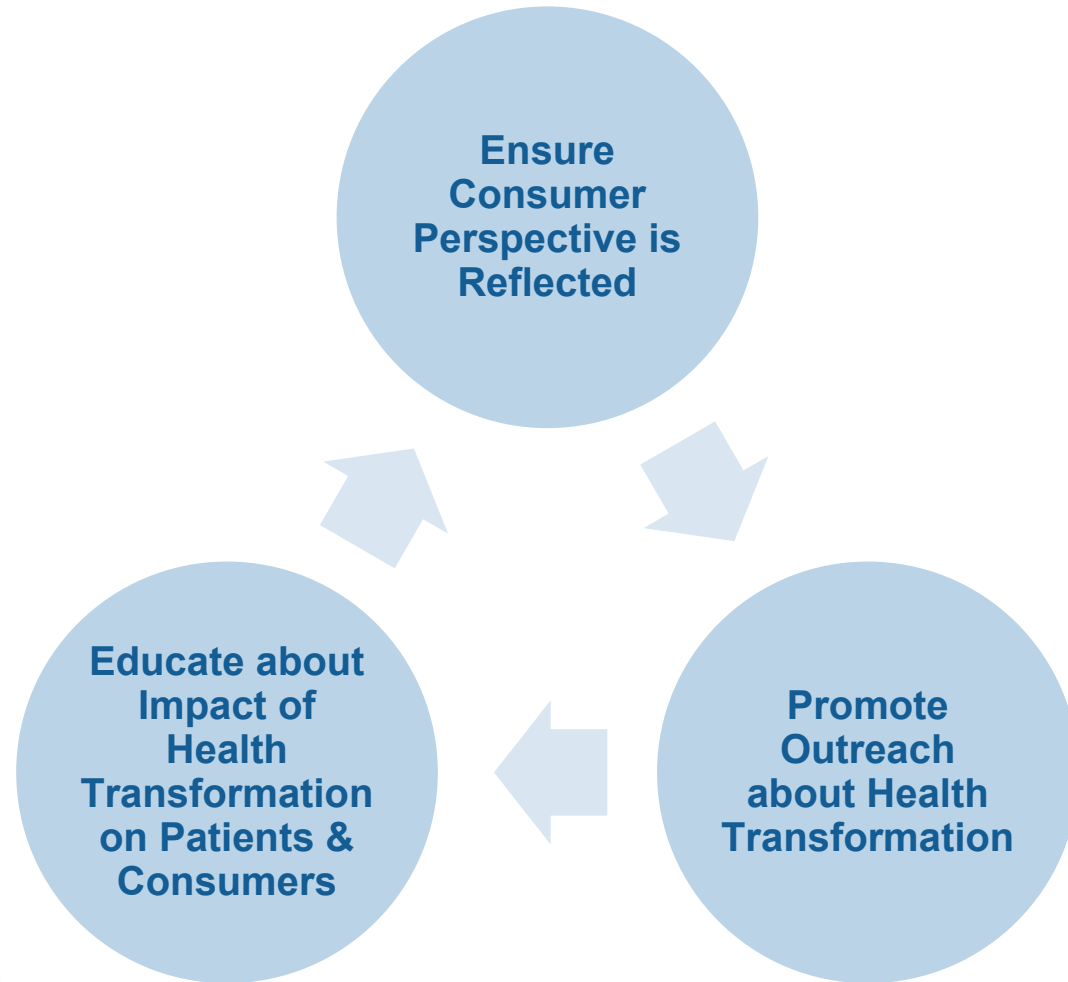 Ensure
Consumer
Perspective is
Reflected
Promote
Outreach
about Health
Transformation
Educate about
Impact of
Health
Transformation
on Patients &
Consumers